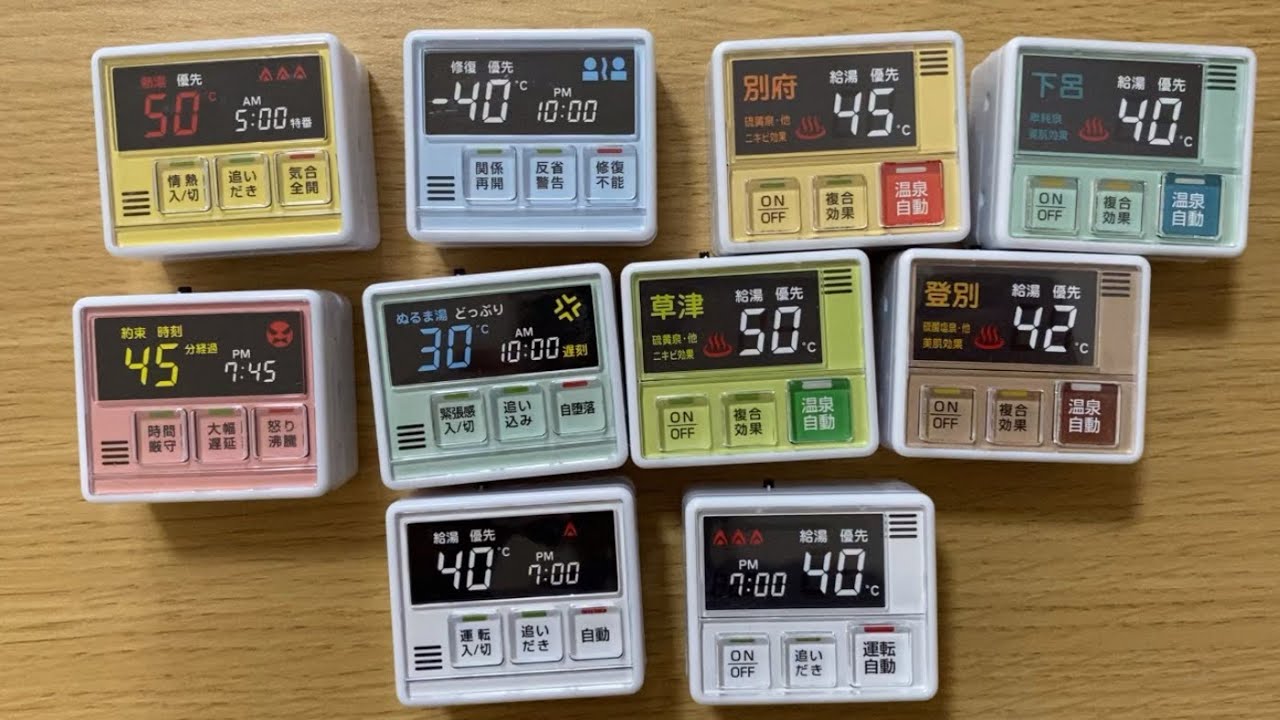 熱湯 優先
50℃
AM
5:00 特番
情熱
入/切
追い
だき
気合
全開
修復 優先
-40℃
PM
10:00
関係
再開
反省
警告
修復
不能
別府
給湯 優先
硫黄泉・他
ニキビ効果
45℃
ON
OFF
複合
効果
温泉
自動
下呂
給湯 優先
単純泉
美肌効果
40℃
ON
OFF
複合
効果
温泉
自動
約束 時刻
45 分経過
PM
7:45
時間
厳守
大幅
遅延
怒り
沸騰
ぬるま湯 どっぷり
30℃
AM
10:00 遅刻
緊張感
入/切
追い
込み
自堕落
草津
給湯 優先
硫黄泉・他
ニキビ効果
50℃
ON
OFF
複合
効果
温泉
自動
登別
給湯 優先
硫酸塩泉・他
美肌効果
42℃
ON
OFF
複合
効果
温泉
自動
給湯 優先
40℃
PM
7:00
運転
入/切
追い
だき
自動
給湯 優先
PM
7:00
40℃
ON
OFF
追い
だき
運転
自動